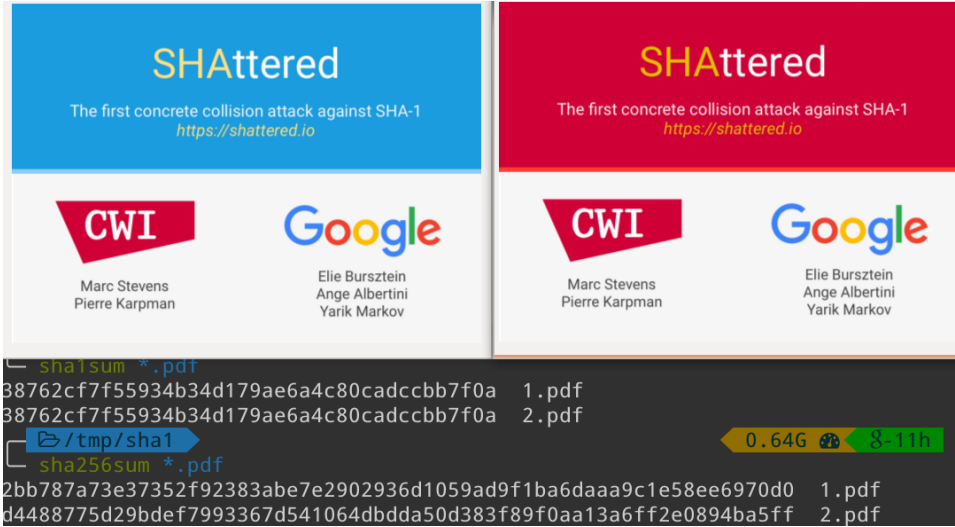 SHAttered
The first concrete collision attack against SHA-1
https://shattered.io
CWI
Google
Marc Stevens
Pierre Karpman
Elie Bursztein
Ange Albertini
Yarik Markov
SHAttered
The first concrete collision attack against SHA-1
https://shattered.io
CWI
Google
Marc Stevens
Pierre Karpman
Elie Bursztein
Ange Albertini
Yarik Markov
sha1sum *.pdf
38762cf7f55934b34d179ae6a4c80cadccbb7f0a 1.pdf
38762cf7f55934b34d179ae6a4c80cadccbb7f0a 2.pdf
/tmp/sha1 0.64G 8-11h
sha256sum *.pdf
2bb787a73e37352f92383abe7e2902936d1059ad9f1ba6daaa9c1e58ee6970d0 1.pdf
d4488775d29bdef7993367d541064dbdda50d383f89f0aa13a6ff2e0894ba5ff 2.pdf